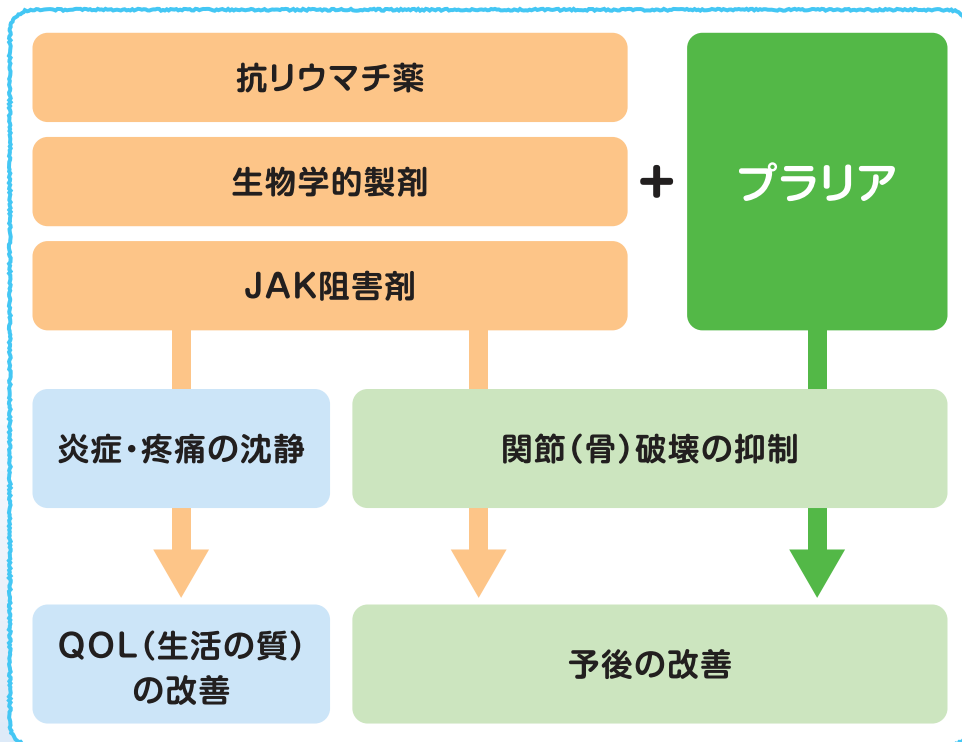 抗リウマチ薬
生物学的製剤
+
プラリア
JAK阻害剤
炎症・疼痛の沈静
関節(骨)破壊の抑制
QOL(生活の質)
の改善
予後の改善